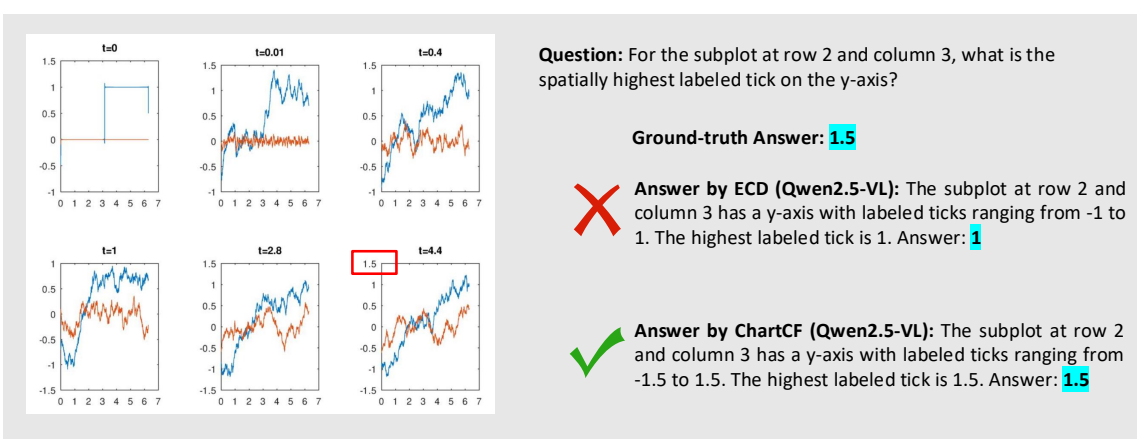 t=0
1.5
1
0.5
0
-0.5
-1
0 1 2 3 4 5 6 7
t=0.01
1.5
1
0.5
0
-0.5
-1
0 1 2 3 4 5 6 7
t=0.4
1.5
1
0.5
0
-0.5
-1
0 1 2 3 4 5 6 7
t=1
1
0.5
0
-0.5
-1
-1.5
0 1 2 3 4 5 6 7
t=2.8
1.5
1
0.5
0
-0.5
-1
-1.5
0 1 2 3 4 5 6 7
t=4.4
1.5
1
0.5
0
-0.5
-1
-1.5
0 1 2 3 4 5 6 7
Question: For the subplot at row 2 and column 3, what is the
spatially highest labeled tick on the y-axis?
Ground-truth Answer: 1.5
Answer by ECD (Qwen2.5-VL): The subplot at row 2 and
column 3 has a y-axis with labeled ticks ranging from -1 to
1. The highest labeled tick is 1. Answer: 1
Answer by ChartCF (Qwen2.5-VL): The subplot at row 2
and column 3 has a y-axis with labeled ticks ranging from
-1.5 to 1.5. The highest labeled tick is 1.5. Answer: 1.5